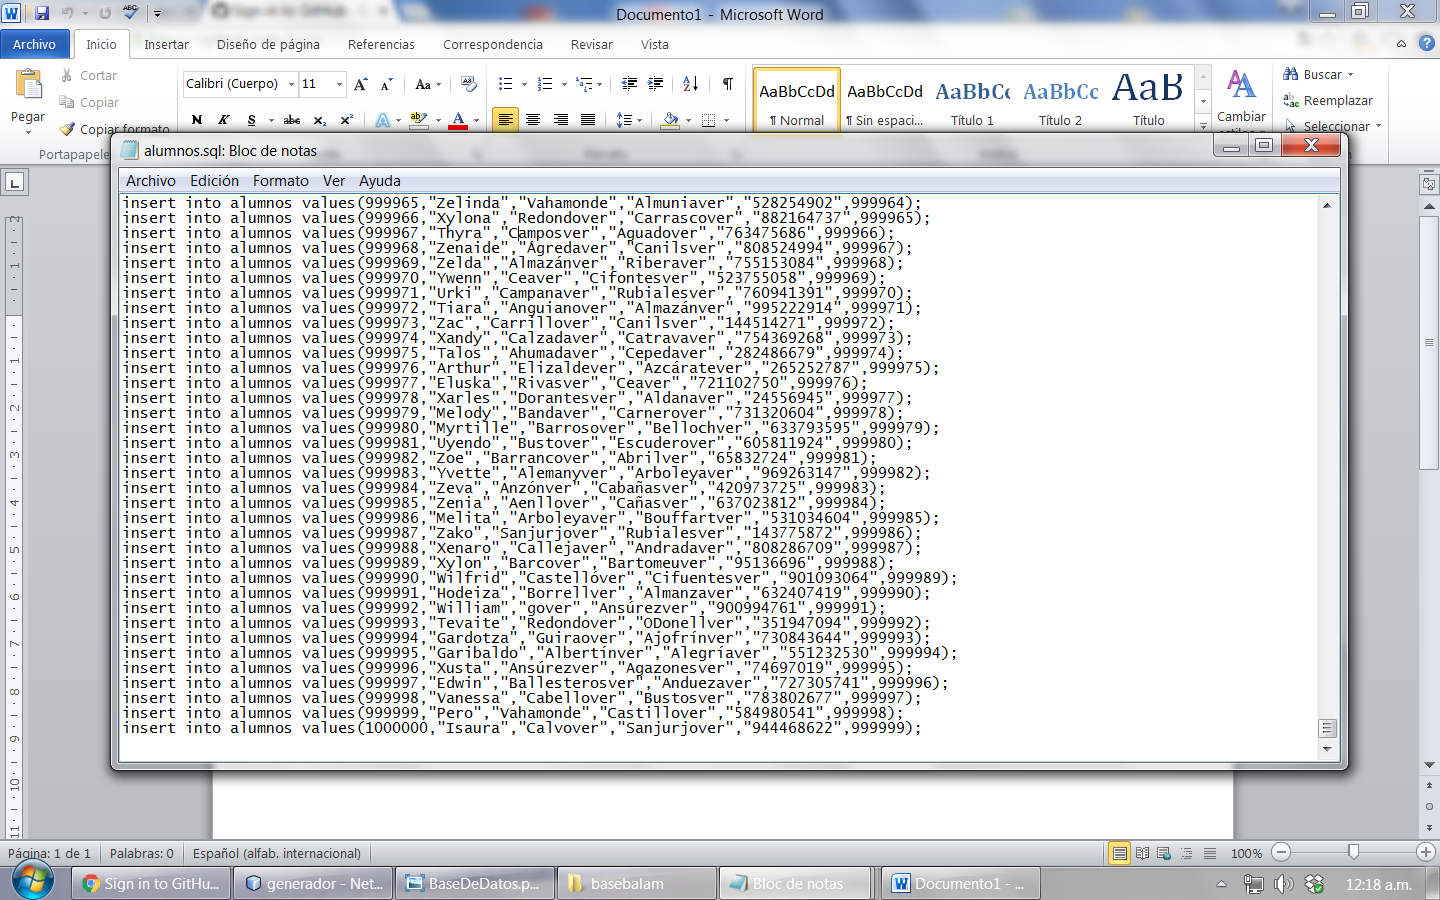 Documento1 - Microsoft Word
Archivo Inicio Insertar Diseño de página Referencias Correspondencia Revisar Vista
Pegar
Cortar
Copiar
Copiar formato
Portapapele
Calibri (Cuerpo) 11
N K S abc x₂ x²
AaBbCcDd AaBbCcDd AaBbCc AaBbCc AaB
¶ Normal ¶ Sin espaci... Título 1 Título 2 Título
Cambiar
Buscar
Reemplazar
Seleccionar
alumnos.sql: Bloc de notas
Archivo Edición Formato Ver Ayuda
insert into alumnos values(999965,"Zelinda","Vahamonde","Almuniaver","528254902",999964);
insert into alumnos values(999966,"Xylona","Redondover","Carrascover","882164737",999965);
insert into alumnos values(999967,"Thyra","Camposver","Aguadover","763475686",999966);
insert into alumnos values(999968,"Zenaide","Ágredaver","Canilsver","808524994",999967);
insert into alumnos values(999969,"Zelda","Almazánver","Riberaver","755153084",999968);
insert into alumnos values(999970,"Ywenn","Ceaver","Cifontesver","523755058",999969);
insert into alumnos values(999971,"Urki","Campanaver","Rubialesver","760941391",999970);
insert into alumnos values(999972,"Tiara","Anguianover","Almazánver","995222914",999971);
insert into alumnos values(999973,"Zac","Carrillover","Canilsver","144514271",999972);
insert into alumnos values(999974,"Xandy","Calzadaver","Catravaver","754369268",999973);
insert into alumnos values(999975,"Talos","Ahumadaver","Cepedaver","282486679",999974);
insert into alumnos values(999976,"Arthur","Elizaldever","Azcáratever","265252787",999975);
insert into alumnos values(999977,"Eluska","Rivasver","Ceaver","721102750",999976);
insert into alumnos values(999978,"Xarles","Dorantesver","Aldanaver","24556945",999977);
insert into alumnos values(999979,"Melody","Bandaver","Carnerover","731320604",999978);
insert into alumnos values(999980,"Myrtille","Barrosover","Bellochver","633793595",999979);
insert into alumnos values(999981,"Uyendo","Bustover","Escuderover","605811924",999980);
insert into alumnos values(999982,"Zoe","Barrancover","Abrilver","65832724",999981);
insert into alumnos values(999983,"Yvette","Alemanyver","Arboleyaver","969263147",999982);
insert into alumnos values(999984,"Zeva","Anzónver","Cabañasver","420973725",999983);
insert into alumnos values(999985,"Zenia","Aenllover","Cañasver","637023812",999984);
insert into alumnos values(999986,"Melita","Arboleyaver","Bouffartver","531034604",999985);
insert into alumnos values(999987,"Zako","Sanjurjover","Rubialesver","143775872",999986);
insert into alumnos values(999988,"Xenaro","Callejaver","Andradaver","808286709",999987);
insert into alumnos values(999989,"Xylon","Barcover","Bartomeuver","95136696",999988);
insert into alumnos values(999990,"Wilfrid","Castellóver","Cifuentesver","901093064",999989);
insert into alumnos values(999991,"Hodeiza","Borrellver","Almanzaver","632407419",999990);
insert into alumnos values(999992,"William","gover","Ansúrezver","900994761",999991);
insert into alumnos values(999993,"Tevaite","Redondover","ODonellver","351947094",999992);
insert into alumnos values(999994,"Gardotza","Guiraover","Ajofrínver","730843644",999993);
insert into alumnos values(999995,"Garibaldo","Albertínver","Alegríaver","551232530",999994);
insert into alumnos values(999996,"Xusta","Ansúrezver","Agazonesver","74697019",999995);
insert into alumnos values(999997,"Edwin","Ballesterosver","Anduezaver","727305741",999996);
insert into alumnos values(999998,"Vanessa","Cabellover","Bustosver","783802677",999997);
insert into alumnos values(999999,"Pero","Vahamonde","Castillover","584980541",999998);
insert into alumnos values(1000000,"Isaura","Calvover","Sanjurjover","944468622",999999);
Página: 1 de 1 Palabras: 0 Español (alfab. internacional) 100%
Sign in to GitHu... generador - Net... BaseDeDatos.p... basebalam Bloc de notas Documento1 - ... 12:18 a.m.